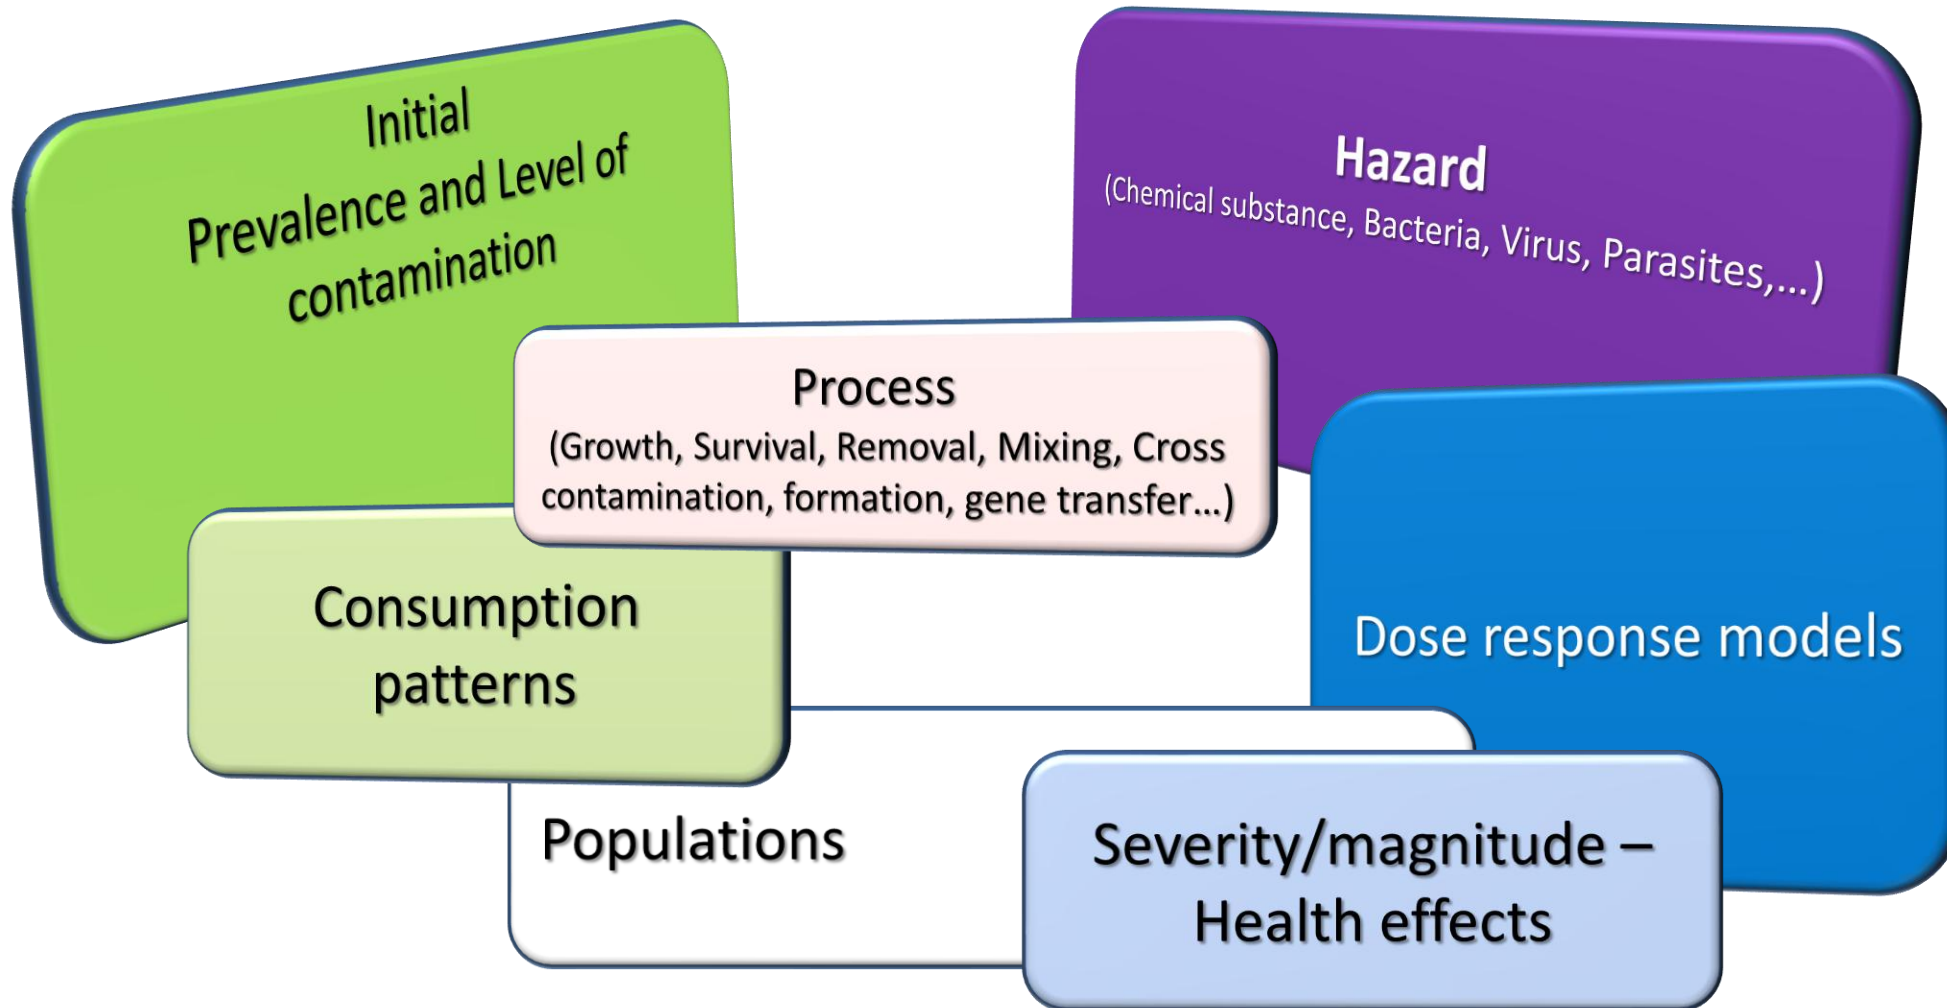 Initial
Prevalence and Level of
contamination
Hazard
(Chemical substance, Bacteria, Virus, Parasites,...)
Process
(Growth, Survival, Removal, Mixing, Cross
contamination, formation, gene transfer...)
Consumption
patterns
Dose response models
Populations
Severity/magnitude –
Health effects